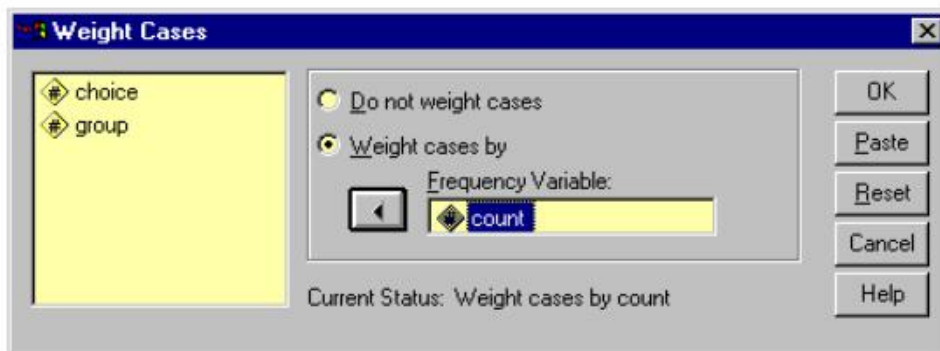 Weight Cases
choice
group
Do not weight cases
Weight cases by
Frequency Variable:
count
Current Status: Weight cases by count
OK
Paste
Reset
Cancel
Help